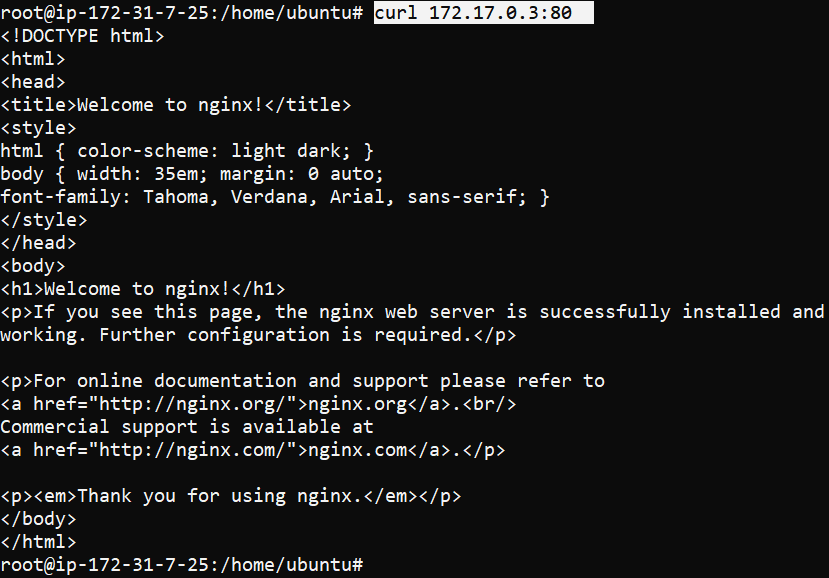 root@ip-172-31-7-25:/home/ubuntu# curl 172.17.0.3:80
<!DOCTYPE html>
<html>
<head>
<title>Welcome to nginx!</title>
<style>
html { color-scheme: light dark; }
body { width: 35em; margin: 0 auto;
font-family: Tahoma, Verdana, Arial, sans-serif; }
</style>
</head>
<body>
<h1>Welcome to nginx!</h1>
<p>If you see this page, the nginx web server is successfully installed and
working. Further configuration is required.</p>

<p>For online documentation and support please refer to
<a href="http://nginx.org/">nginx.org</a>.<br/>
Commercial support is available at
<a href="http://nginx.com/">nginx.com</a>.</p>

<p><em>Thank you for using nginx.</em></p>
</body>
</html>
root@ip-172-31-7-25:/home/ubuntu#